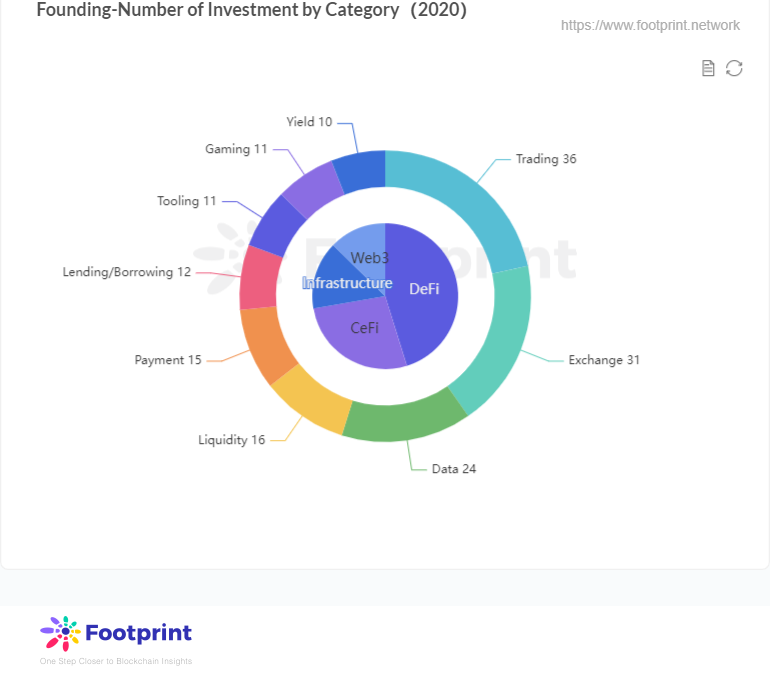 Founding-Number of Investment by Category（2020）
https://www.footprint.network
Yield 10
Gaming 11
Trading 36
Tooling 11
Footprint
Web3
Lending/Borrowing 12
Infrastructure
DeFi
CeFi
Payment 15
Exchange 31
Liquidity 16
Data 24
Footprint
One Step Closer to Blockchain Insights